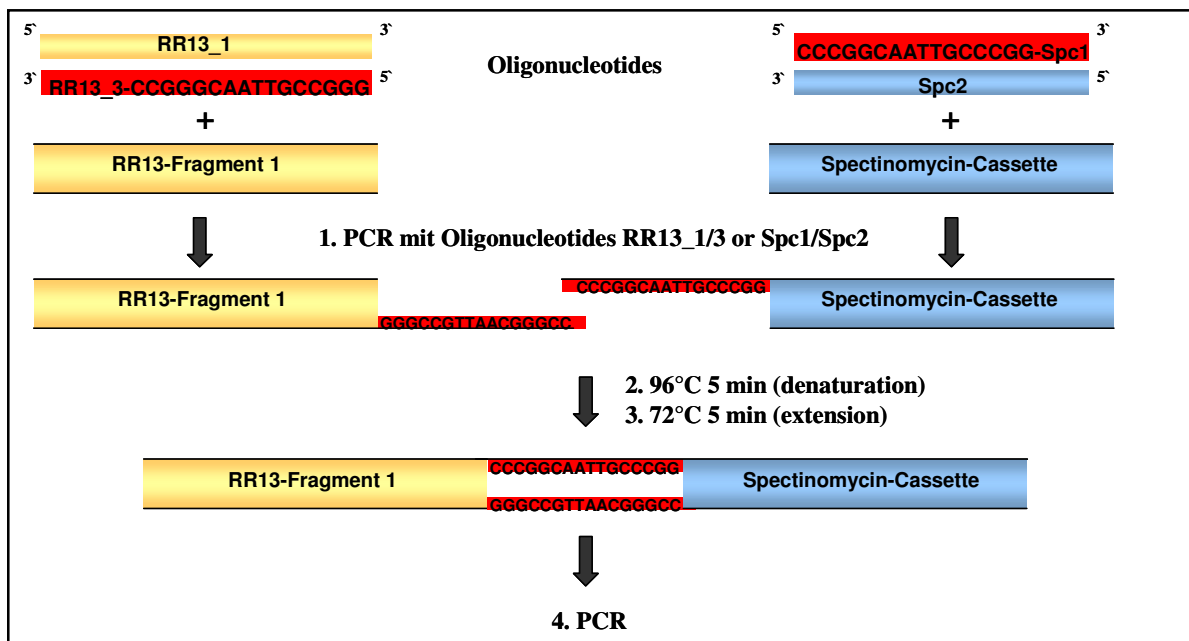 5` RR13_1 3`
3` RR13_3-CCGGGCAATTGCCGGG 5`
Oligonucleotides
5` CCCGGCAATTGCCCGG-Spc1 3`
3` Spc2 5`
+ +
RR13-Fragment 1 Spectinomycin-Cassette
1. PCR mit Oligonucleotides RR13_1/3 or Spc1/Spc2
CCCGGCAATTGCCCGG
RR13-Fragment 1 Spectinomycin-Cassette
GGGCCGTTAACGGGCC
2. 96°C 5 min (denaturation)
3. 72°C 5 min (extension)
CCCGGCAATTGCCCGG
RR13-Fragment 1 Spectinomycin-Cassette
GGGCCGTTAACGGGCC
4. PCR